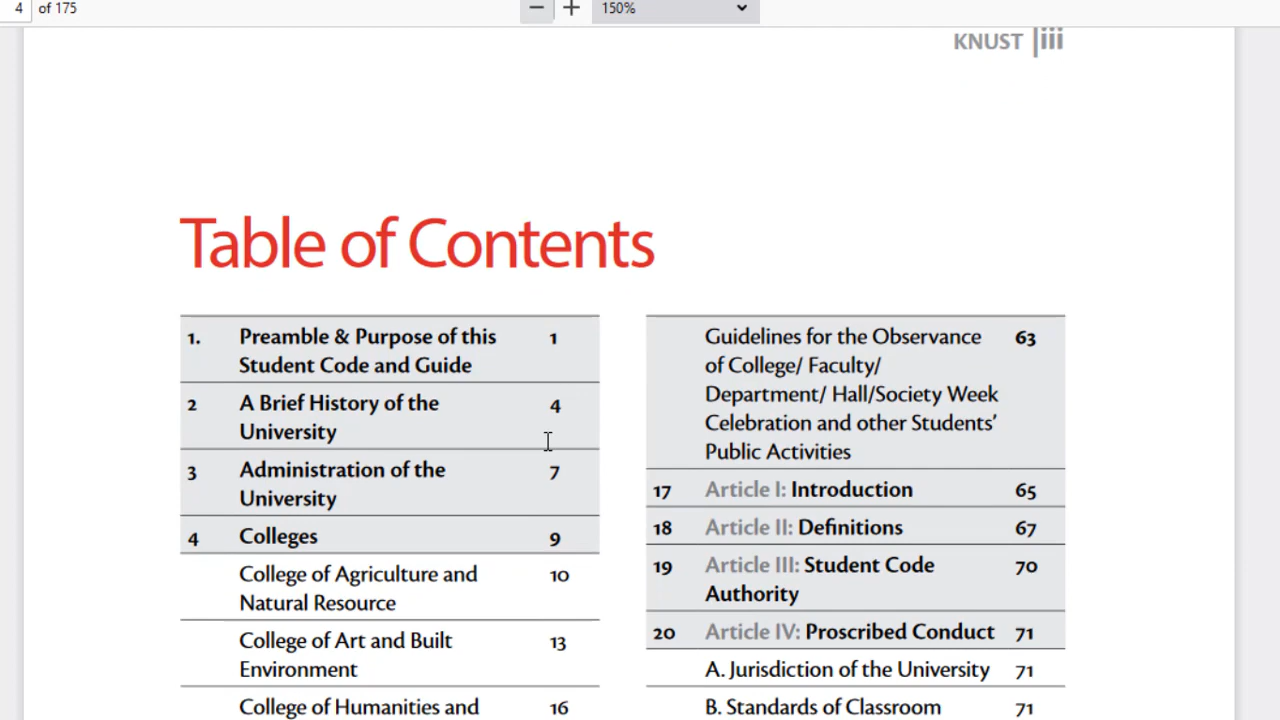 4 of 175 150%
KNUST |iii
Table of Contents
1. Preamble & Purpose of this 1
Student Code and Guide
2 A Brief History of the 4
University
3 Administration of the 7
University
4 Colleges 9
College of Agriculture and 10
Natural Resource
College of Art and Built 13
Environment
College of Humanities and 16
Guidelines for the Observance 63
of College/ Faculty/
Department/ Hall/Society Week
Celebration and other Students’
Public Activities
17 Article I: Introduction 65
18 Article II: Definitions 67
19 Article III: Student Code 70
Authority
20 Article IV: Proscribed Conduct 71
A. Jurisdiction of the University 71
B. Standards of Classroom 71